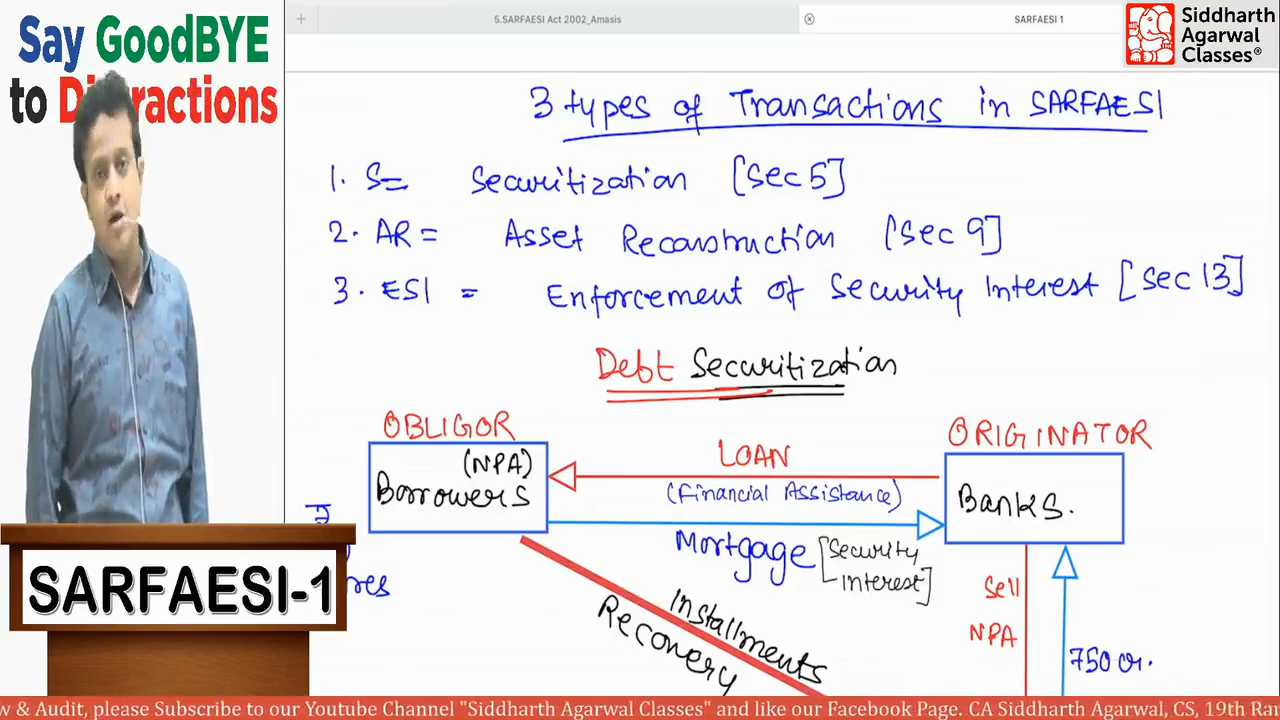 Say GoodBYE
to D ractions
5.SARFAESI Act 2002_Amasis
SARFAESI 1
Siddharth
Agarwal
Classes®
3 types of Transactions in SARFAESI
1. S= Securitization [Sec 5]
2. AR = Asset Reconstruction [Sec 9]
3. ESI = Enforcement of Security Interest [Sec 13]
Debt Securitization
OBLIGOR
(NPA)
Borrowers
LOAN
(Financial Assistance)
Mortgage [Security
Interest]
ORIGINATOR
Banks.
Installments
Recovery
Sell
NPA
750 cr.
res
SARFAESI-1
w & Audit, please Subscribe to our Youtube Channel "Siddharth Agarwal Classes" and like our Facebook Page. CA Siddharth Agarwal, CS, 19th Ran